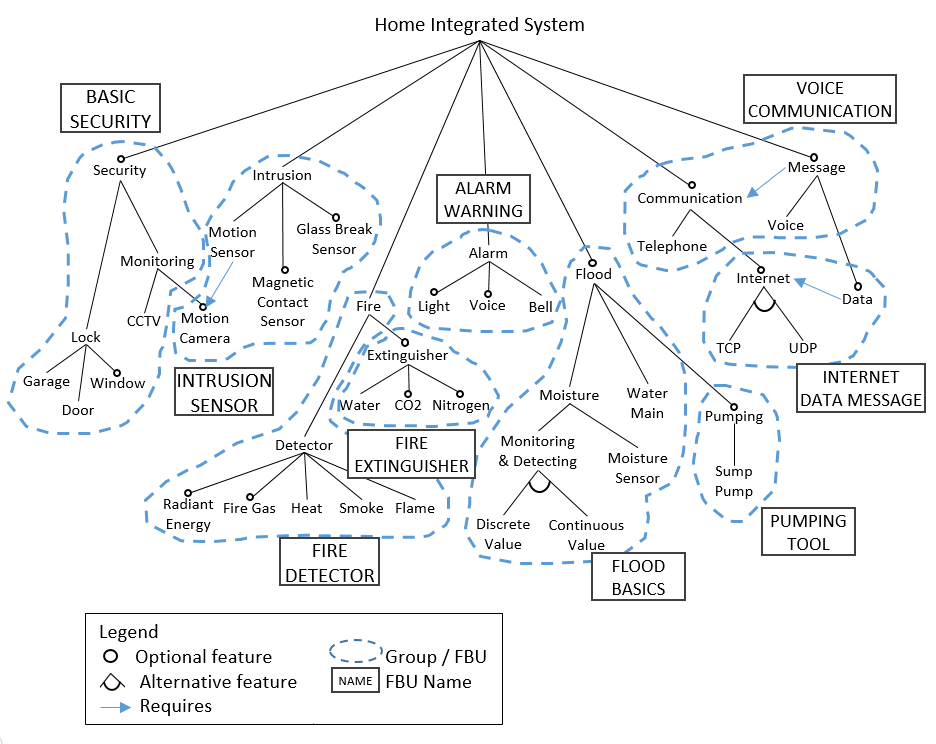 Home Integrated System
BASIC
SECURITY
VOICE
COMMUNICATION
Security
Intrusion
ALARM
WARNING
Message
Communication
Motion
Sensor
Glass Break
Sensor
Voice
Telephone
Monitoring
Alarm
Flood
Internet
Magnetic
Contact
Sensor
Data
CCTV
Motion
Camera
Fire
Light
Voice
Bell
Lock
TCP
UDP
Garage
Window
Door
INTRUSION
SENSOR
Extinguisher
Water
CO2
Nitrogen
INTERNET
DATA MESSAGE
Moisture
Water
Main
Pumping
Detector
FIRE
EXTINGUISHER
Monitoring
& Detecting
Moisture
Sensor
Sump
Pump
Radiant
Energy
Fire Gas
Heat
Smoke
Flame
Discrete
Value
Continuous
Value
PUMPING
TOOL
FIRE
DETECTOR
FLOOD
BASICS
Legend
Optional feature
Group / FBU
Alternative feature
NAME
FBU Name
Requires